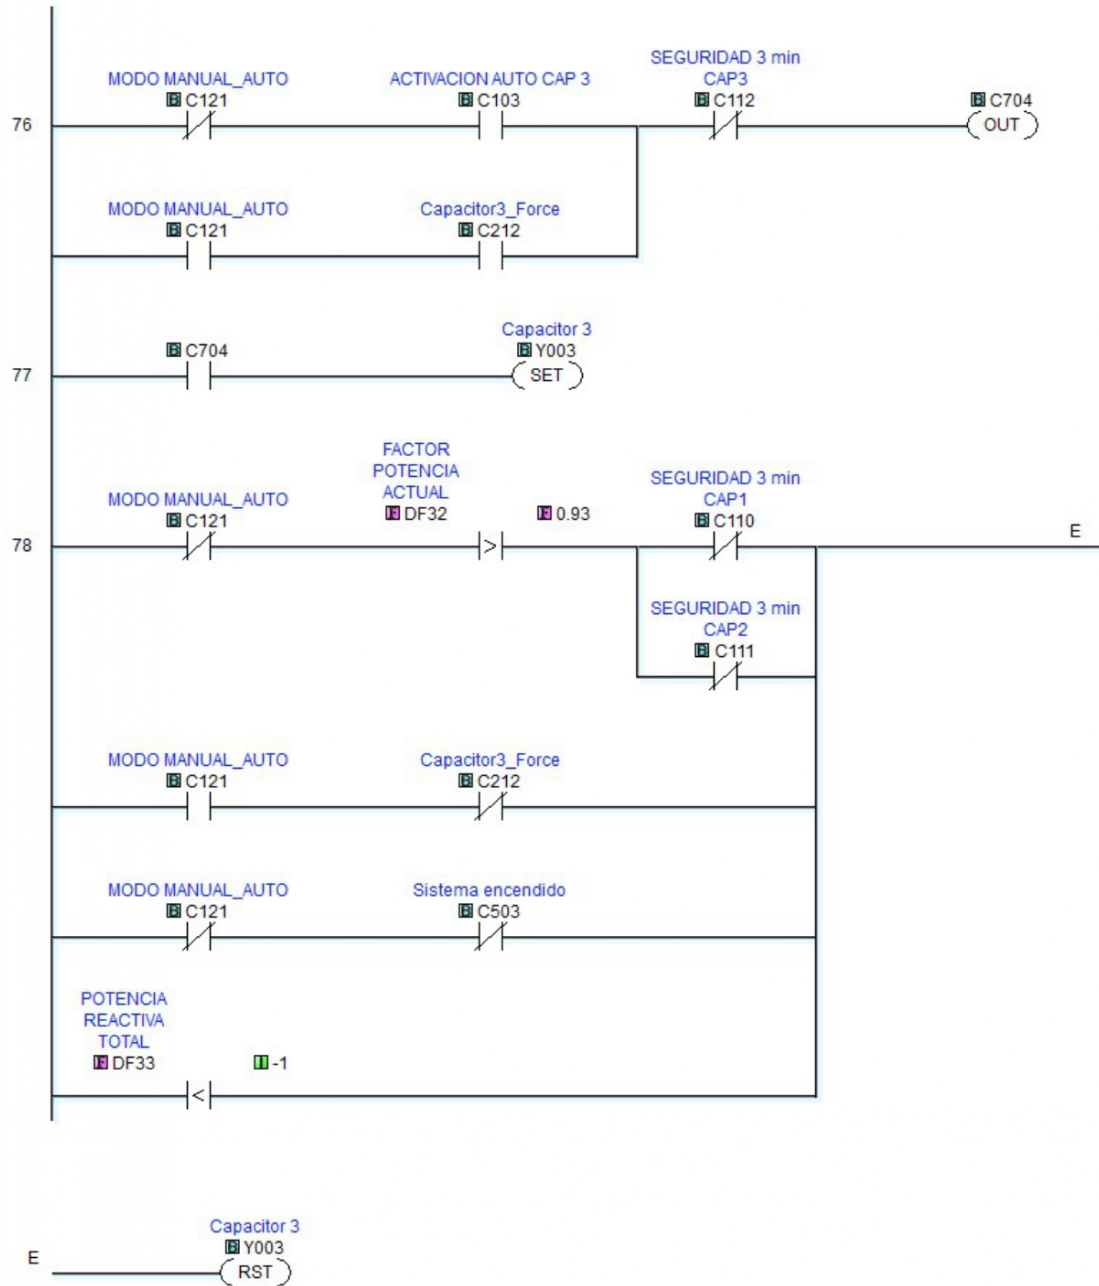 MODO MANUAL_AUTO
B C121
ACTIVACION AUTO CAP 3
B C103
SEGURIDAD 3 min
CAP3
B C112
B C704
76
OUT
MODO MANUAL_AUTO
B C121
Capacitor3_Force
B C212
B C704
Capacitor 3
B Y003
77
SET
MODO MANUAL_AUTO
B C121
FACTOR
POTENCIA
ACTUAL
F DF32
F 0.93
SEGURIDAD 3 min
CAP1
B C110
78
>
E
SEGURIDAD 3 min
CAP2
B C111
MODO MANUAL_AUTO
B C121
Capacitor3_Force
B C212
MODO MANUAL_AUTO
B C121
Sistema encendido
B C503
POTENCIA
REACTIVA
TOTAL
F DF33
I -1
<
Capacitor 3
B Y003
E
RST